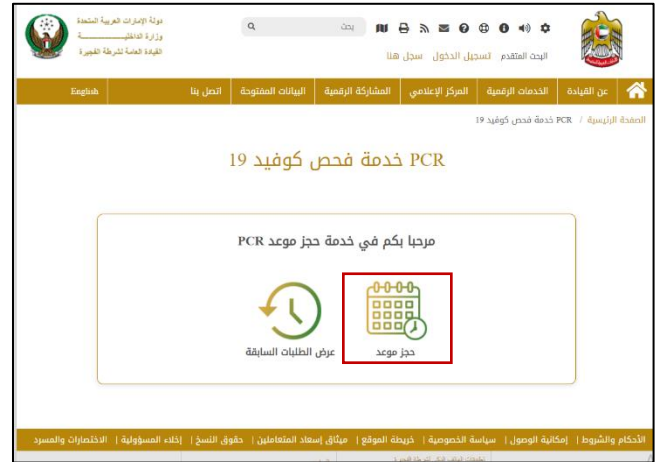 دولة الإمارات العربية المتحدة
وزارة الداخليـــــــــــة
القيادة العامة لشرطة الفجيرة
بحث
البحث المتقدم تسجيل الدخول سجل هنا
عن القيادة الخدمات الرقمية المركز الإعلامي المشاركة الرقمية البيانات المفتوحة اتصل بنا English
الصفحة الرئيسية / PCR خدمة فحص كوفيد 19
PCR خدمة فحص كوفيد 19
مرحبا بكم في خدمة حجز موعد PCR
حجز موعد
عرض الطلبات السابقة
الأحكام والشروط | إمكانية الوصول | سياسة الخصوصية | خريطة الموقع | ميثاق إسعاد المتعاملين | حقوق النسخ | إخلاء المسؤولية | الاختصارات والمسرد